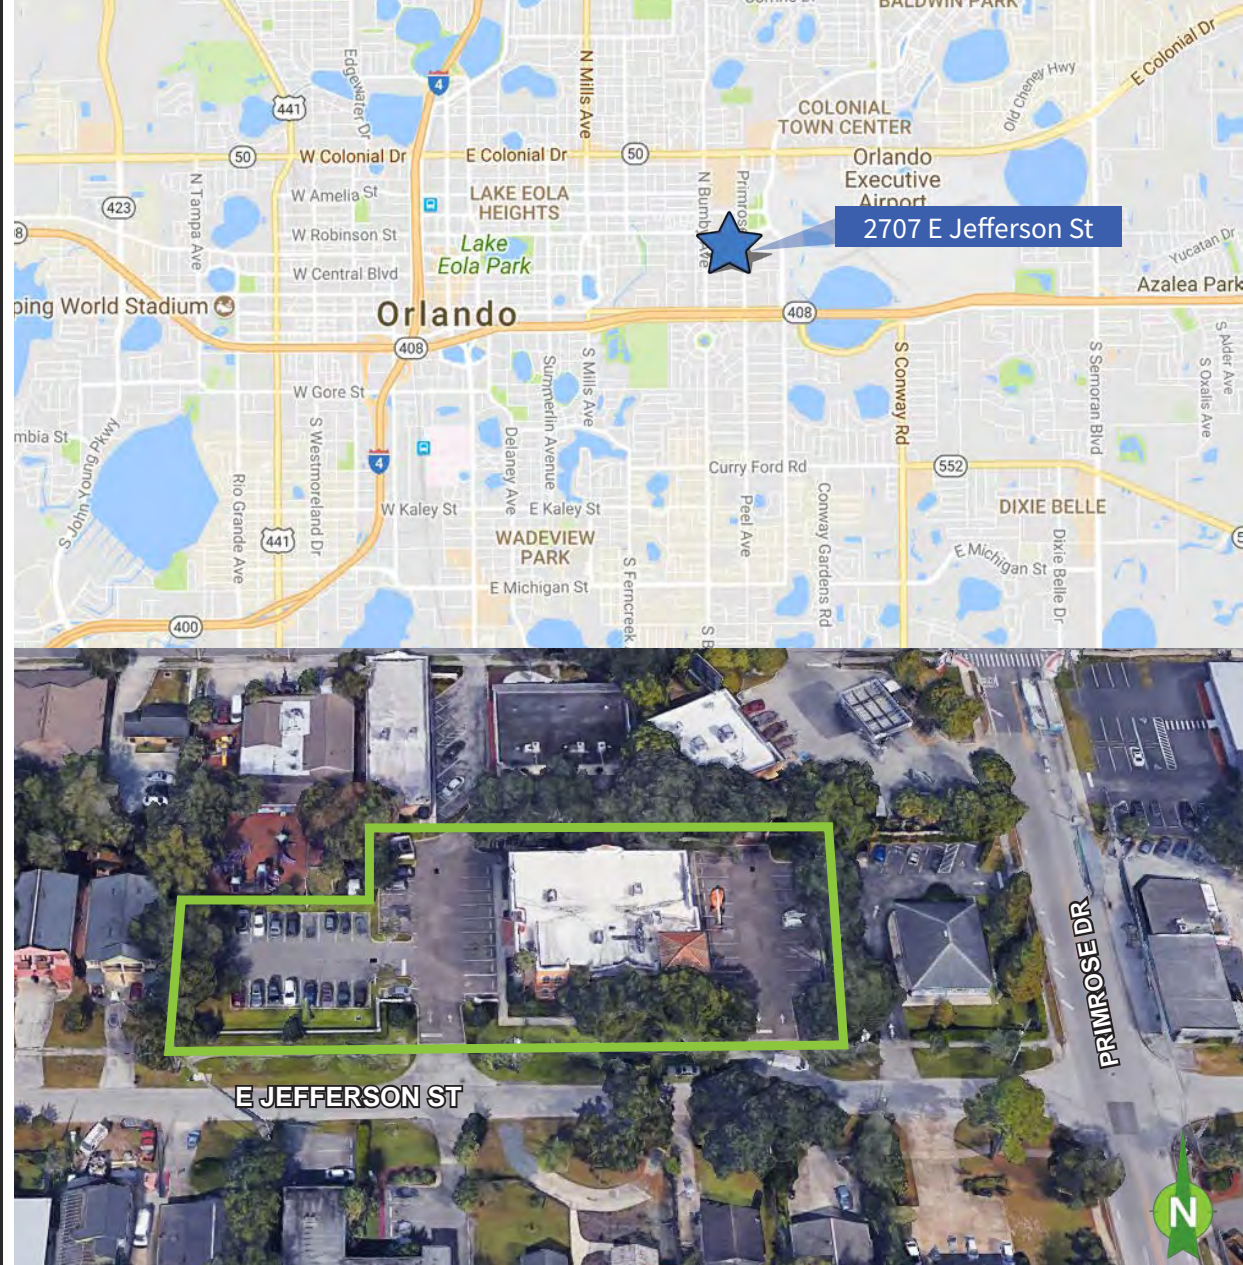 BALDWIN PARK
E Colonial Dr
Edgewater Dr
4
N Mills Ave
Old Cheney Hwy
441
COLONIAL
TOWN CENTER
50
W Colonial Dr
E Colonial Dr
50
Orlando
Executive
Airport
N Tampa Ave
W Amelia St
LAKE EOLA
HEIGHTS
N Bumby Ave
Primrose
423
2707 E Jefferson St
W Robinson St
Lake
Eola Park
Yucatan Dr
W Central Blvd
Azalea Park
ping World Stadium
Orlando
408
408
S Conway Rd
S Semoran Blvd
S Alder Ave
S Oxalis Ave
W Gore St
Summerlin Avenue
S Mills Ave
mbia St
S John Young Pkwy
S Westmoreland Dr
Delaney Ave
4
Curry Ford Rd
552
Rio Grande Ave
W Kaley St
E Kaley St
Peel Ave
Conway Gardens Rd
DIXIE BELLE
441
WADEVIEW
PARK
E Michigan St
Dixie Belle Dr
S Ferncreek
E Michigan St
400
S B
PRIMROSE DR
E JEFFERSON ST
N